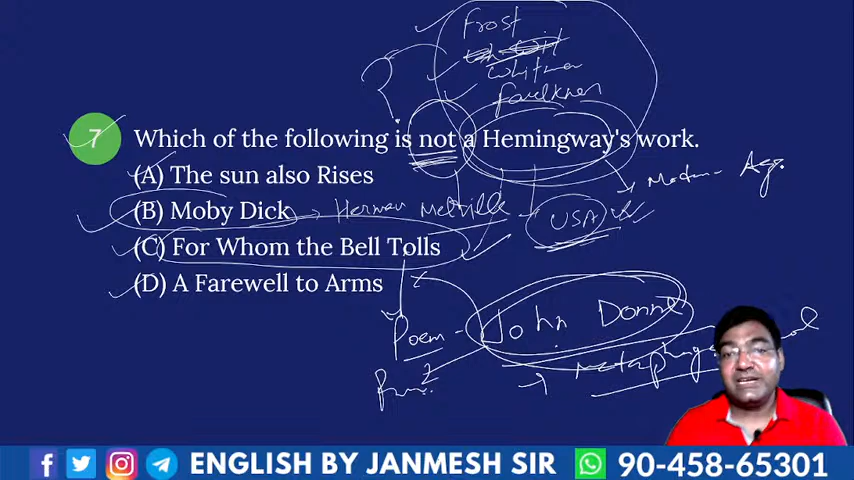 Frost
Whitman
Faulkner
7 Which of the following is not a Hemingway's work.
(A) The sun also Rises
Modern Age.
(B) Moby Dick → Herman Melville - USA
(C) For Whom the Bell Tolls
(D) A Farewell to Arms
Poem - John Donne
ENGLISH BY JANMESH SIR 90-458-65301